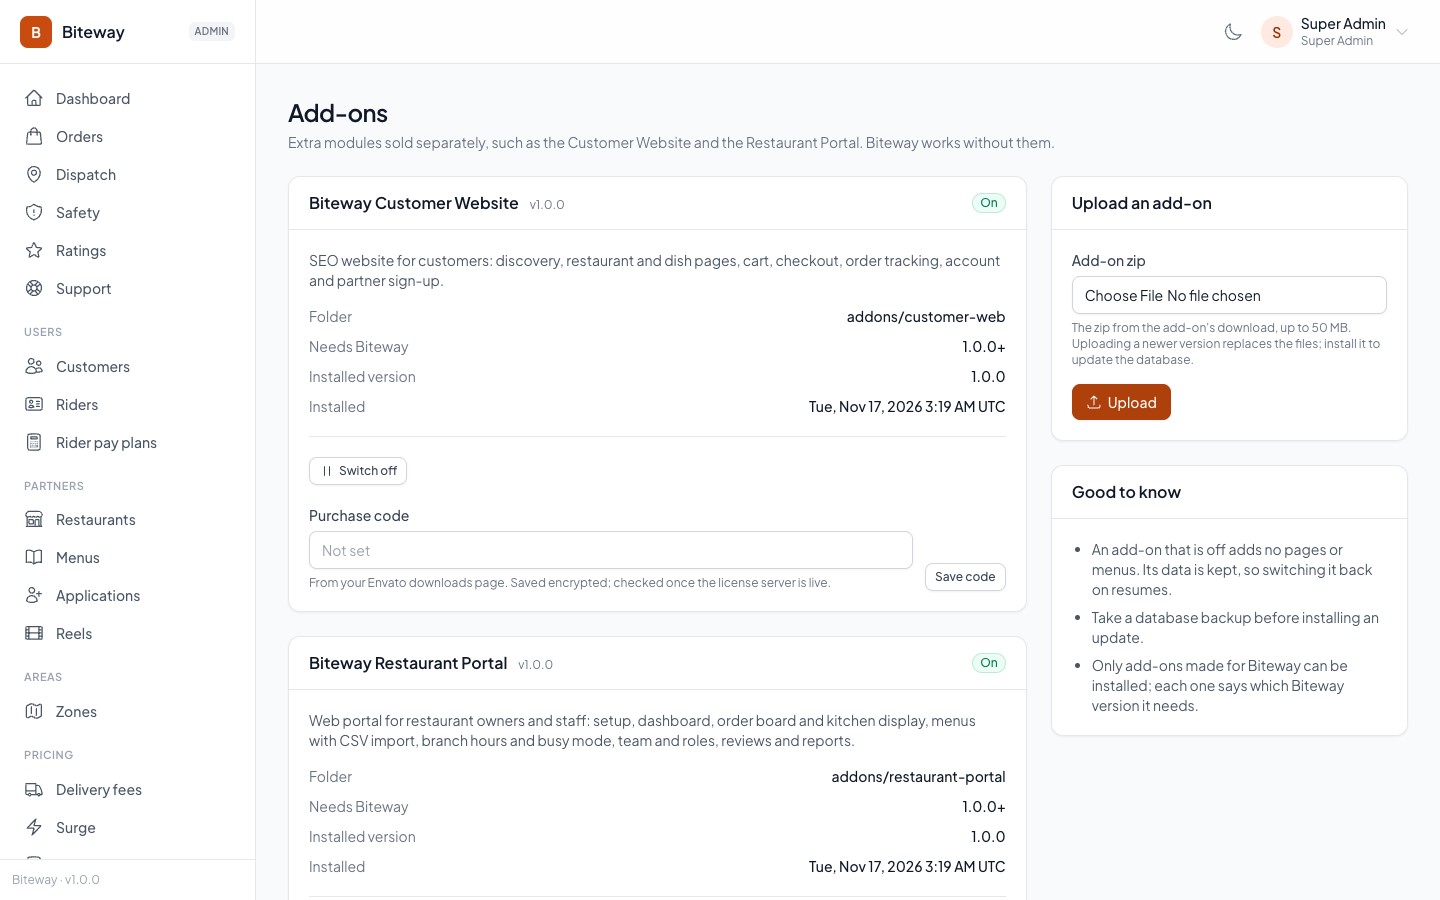 B Biteway ADMIN
Super Admin
S
Super Admin
Dashboard
Orders
Dispatch
Safety
Ratings
Support
USERS
Customers
Riders
Rider pay plans
PARTNERS
Restaurants
Menus
Applications
Reels
AREAS
Zones
PRICING
Delivery fees
Surge
Biteway · v1.0.0
Add-ons
Extra modules sold separately, such as the Customer Website and the Restaurant Portal. Biteway works without them.
Biteway Customer Website v1.0.0 On
SEO website for customers: discovery, restaurant and dish pages, cart, checkout, order tracking, account
and partner sign-up.
Folder addons/customer-web
Needs Biteway 1.0.0+
Installed version 1.0.0
Installed Tue, Nov 17, 2026 3:19 AM UTC
Switch off
Purchase code
Not set
From your Envato downloads page. Saved encrypted; checked once the license server is live.
Save code
Biteway Restaurant Portal v1.0.0 On
Web portal for restaurant owners and staff: setup, dashboard, order board and kitchen display, menus
with CSV import, branch hours and busy mode, team and roles, reviews and reports.
Folder addons/restaurant-portal
Needs Biteway 1.0.0+
Installed version 1.0.0
Installed Tue, Nov 17, 2026 3:19 AM UTC
Upload an add-on
Add-on zip
Choose File No file chosen
The zip from the add-on's download, up to 50 MB.
Uploading a newer version replaces the files; install it to
update the database.
Upload
Good to know
• An add-on that is off adds no pages or
menus. Its data is kept, so switching it back
on resumes.
• Take a database backup before installing an
update.
• Only add-ons made for Biteway can be
installed; each one says which Biteway
version it needs.